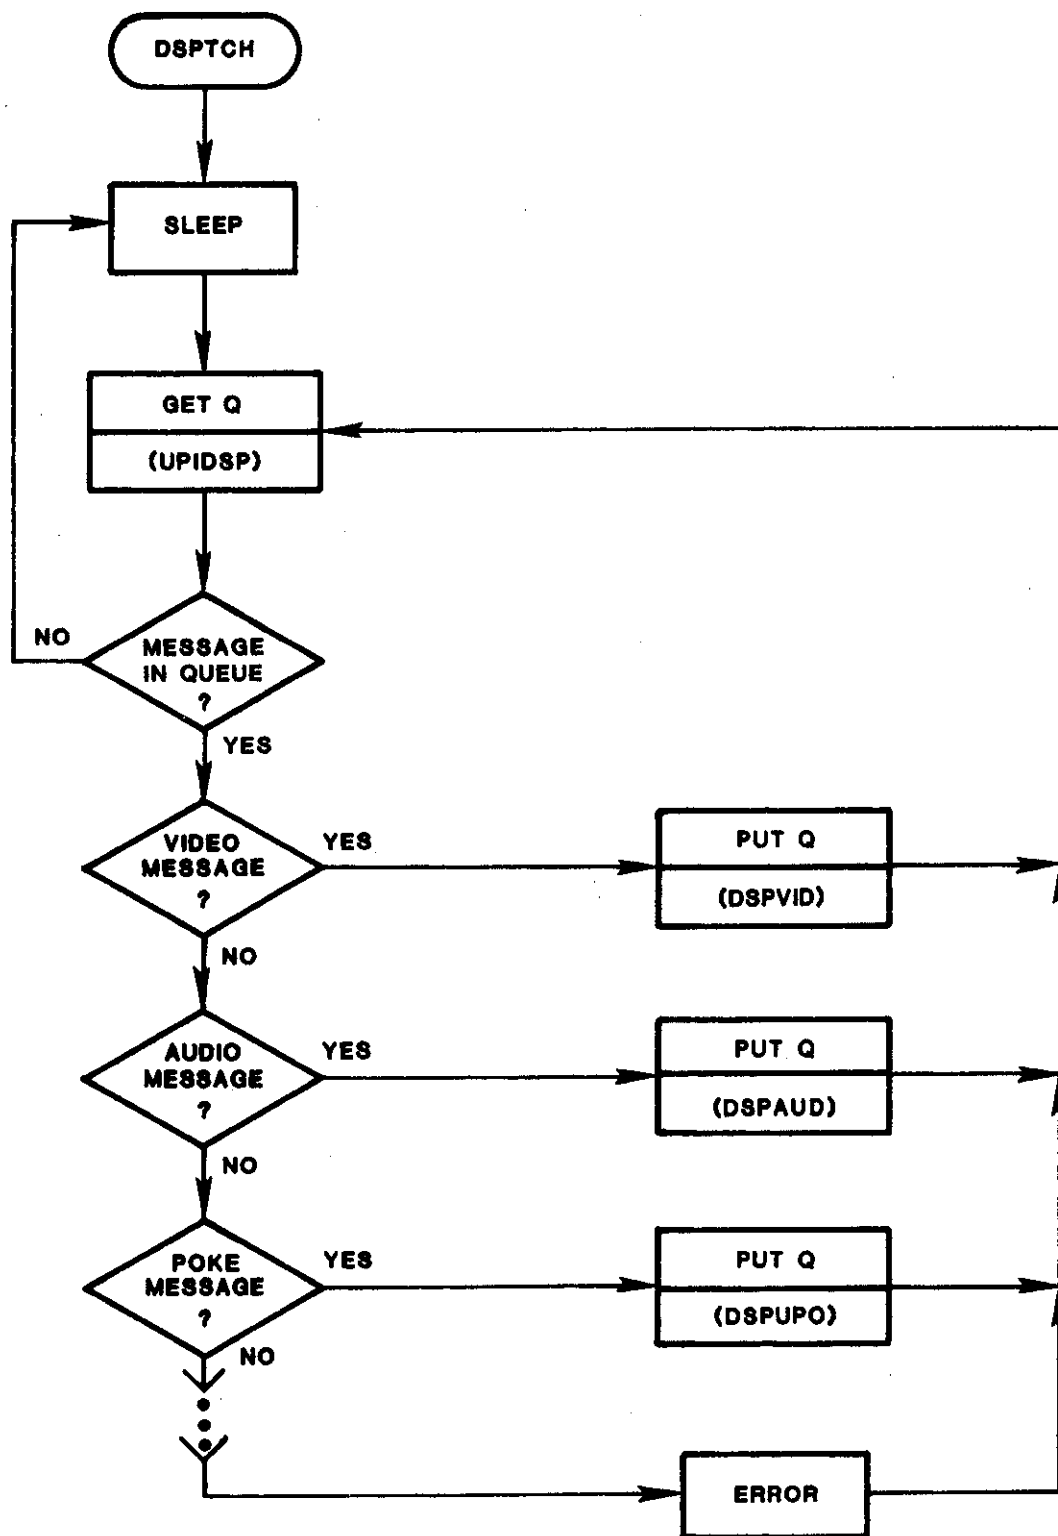 DSPTCH
SLEEP
GET Q
(UPIDSP)
NO
MESSAGE
IN QUEUE
?
YES
VIDEO
MESSAGE
?
YES
PUT Q
(DSPVID)
NO
AUDIO
MESSAGE
?
YES
PUT Q
(DSPAUD)
NO
POKE
MESSAGE
?
YES
PUT Q
(DSPUPO)
NO
ERROR